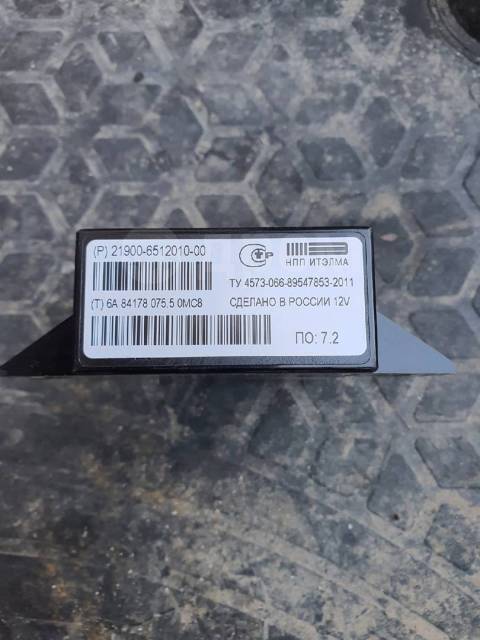 (P) 21900-6512010-00
НПП ИТЭЛМА
ТУ 4573-066-89547853-2011
(T) 6A 84178 075,5 0MC8
СДЕЛАНО В РОССИИ 12V
ПО: 7.2